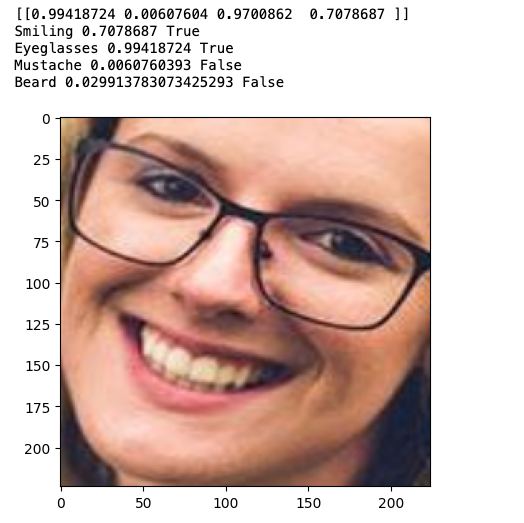 [[0.99418724 0.00607604 0.9700862  0.7078687 ]]
Smiling 0.7078687 True
Eyeglasses 0.99418724 True
Mustache 0.0060760393 False
Beard 0.029913783073425293 False
0
25
50
75
100
125
150
175
200
0 50 100 150 200